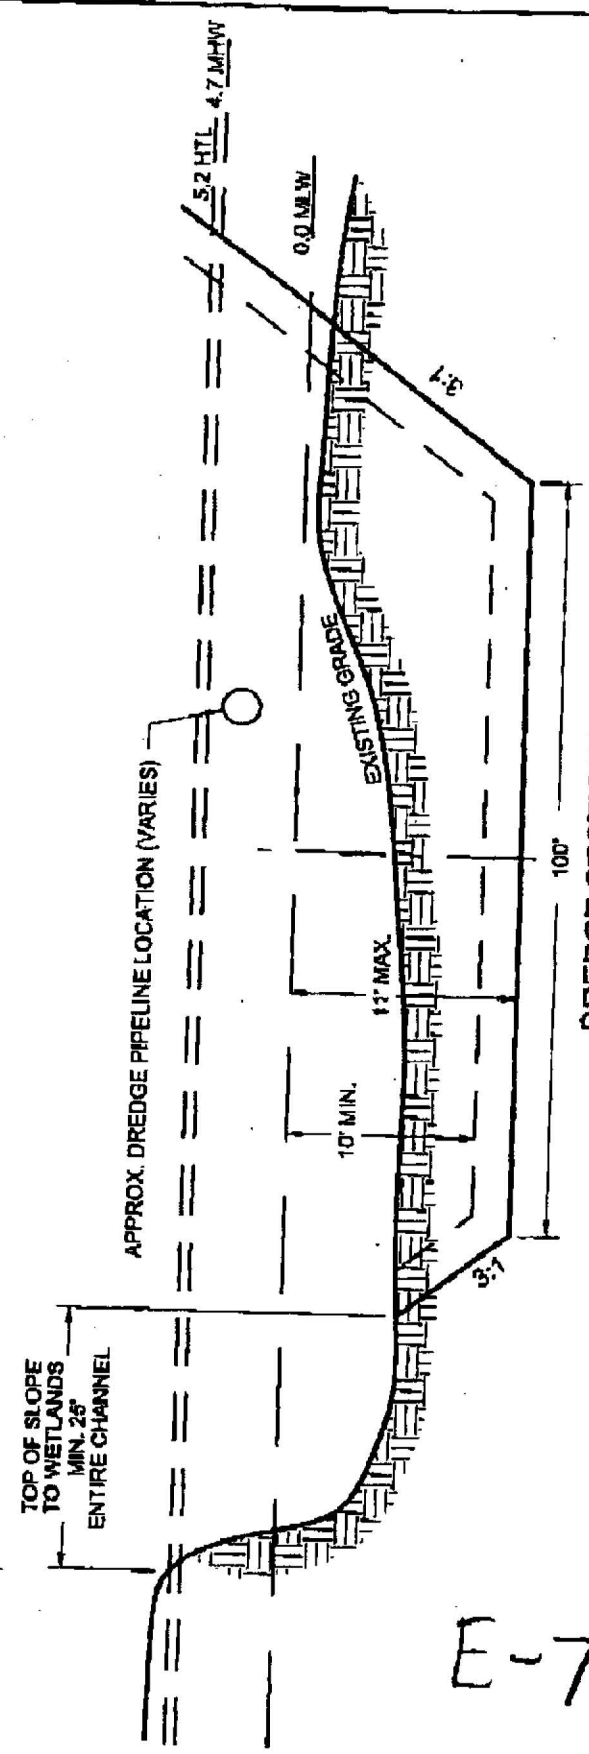 5.2 HTL 4.7 MHW
0.0 MLW
3:1
APPROX. DREDGE PIPELINE LOCATION (VARIES)
EXISTING GRADE
100'
11' MAX.
10' MIN.
3:1
TOP OF SLOPE
TO WETLANDS
MIN. 25'
ENTIRE CHANNEL
E-7